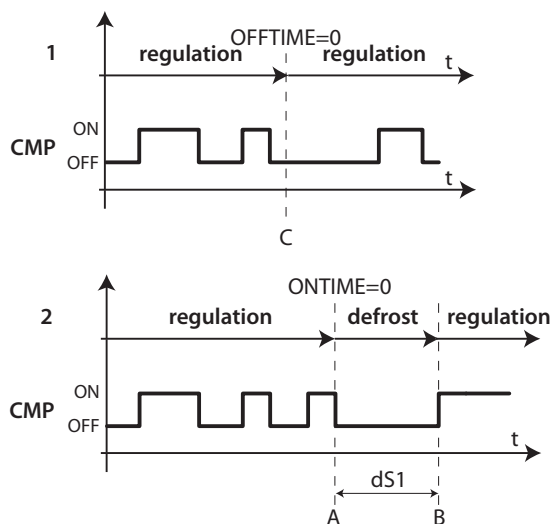 OFFTIME=0
1 regulation regulation t
ON
CMP
OFF
t
C
ONTIME=0
2 regulation defrost regulation
ON
CMP
OFF
t
dS1
A B